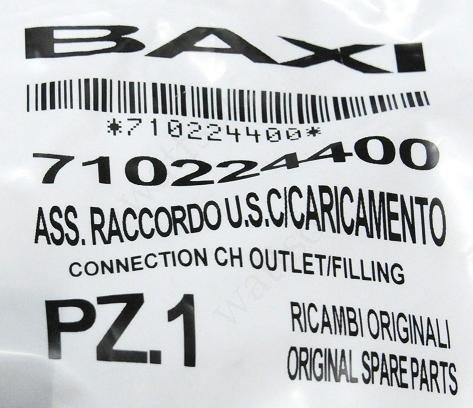 BAXI
*710224400*
710224400
ASS. RACCORDO U.S.C/CARICAMENTO
CONNECTION CH OUTLET/FILLING
PZ.1
RICAMBI ORIGINALI
ORIGINAL SPARE PARTS